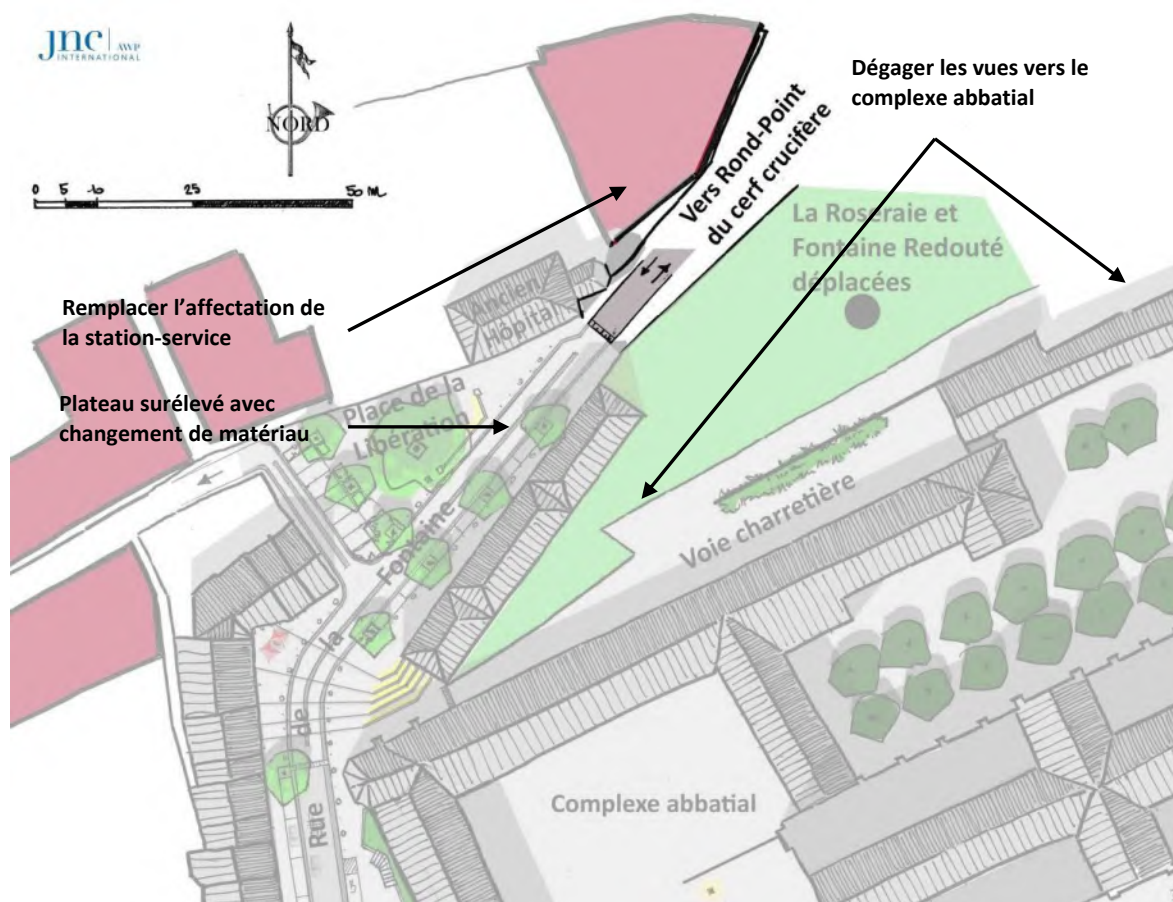 jnc AWP
INTERNATIONAL
NORD
0 5 10 25 50 m
Dégager les vues vers le
complexe abbatial
Vers Rond-Point
du cerf crucifère
La Roseraie et
Fontaine Redouté
déplacées
Remplacer l’affectation de
la station-service
Ancien
Hôpital
Plateau surélevé avec
changement de matériau
Place de la
Libération
Voie charretière
Rue de la Fontaine
Complexe abbatial